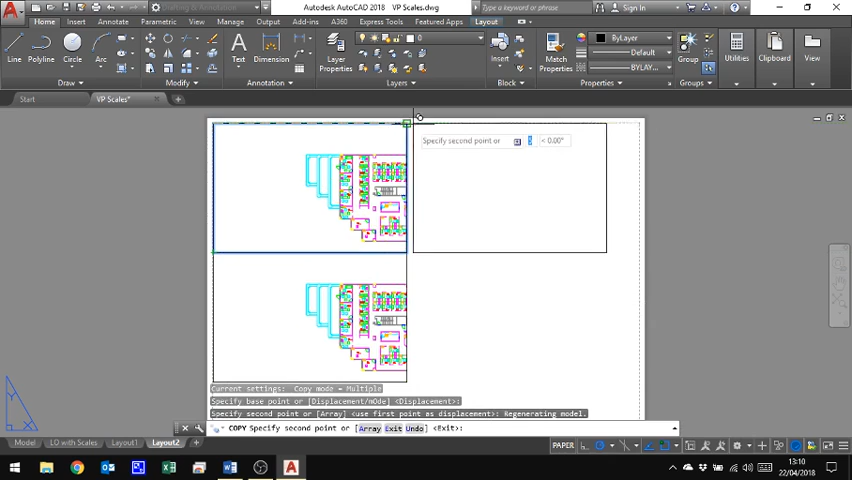 Drafting & Annotation
Autodesk AutoCAD 2018 VP Scales.dwg
Type a keyword or phrase
Sign In
Home Insert Annotate Parametric View Manage Output Add-ins A360 Express Tools Featured Apps Layout
Line Polyline Circle Arc Text Dimension Layer Properties 0 Insert Match Properties ByLayer Default BYLAY... Group Utilities Clipboard View
Draw Modify Annotation Layers Block Properties Groups
Start VP Scales*
Specify second point or < 0.00°
Current settings: Copy mode = Multiple
Specify base point or [Displacement/mOde] <Displacement>:
Specify second point or [Array] <use first point as displacement>: Regenerating model.
COPY Specify second point or [Array Exit Undo] <Exit>:
Y
X
Model LO with Scales Layout1 Layout2 PAPER
13:10
22/04/2018